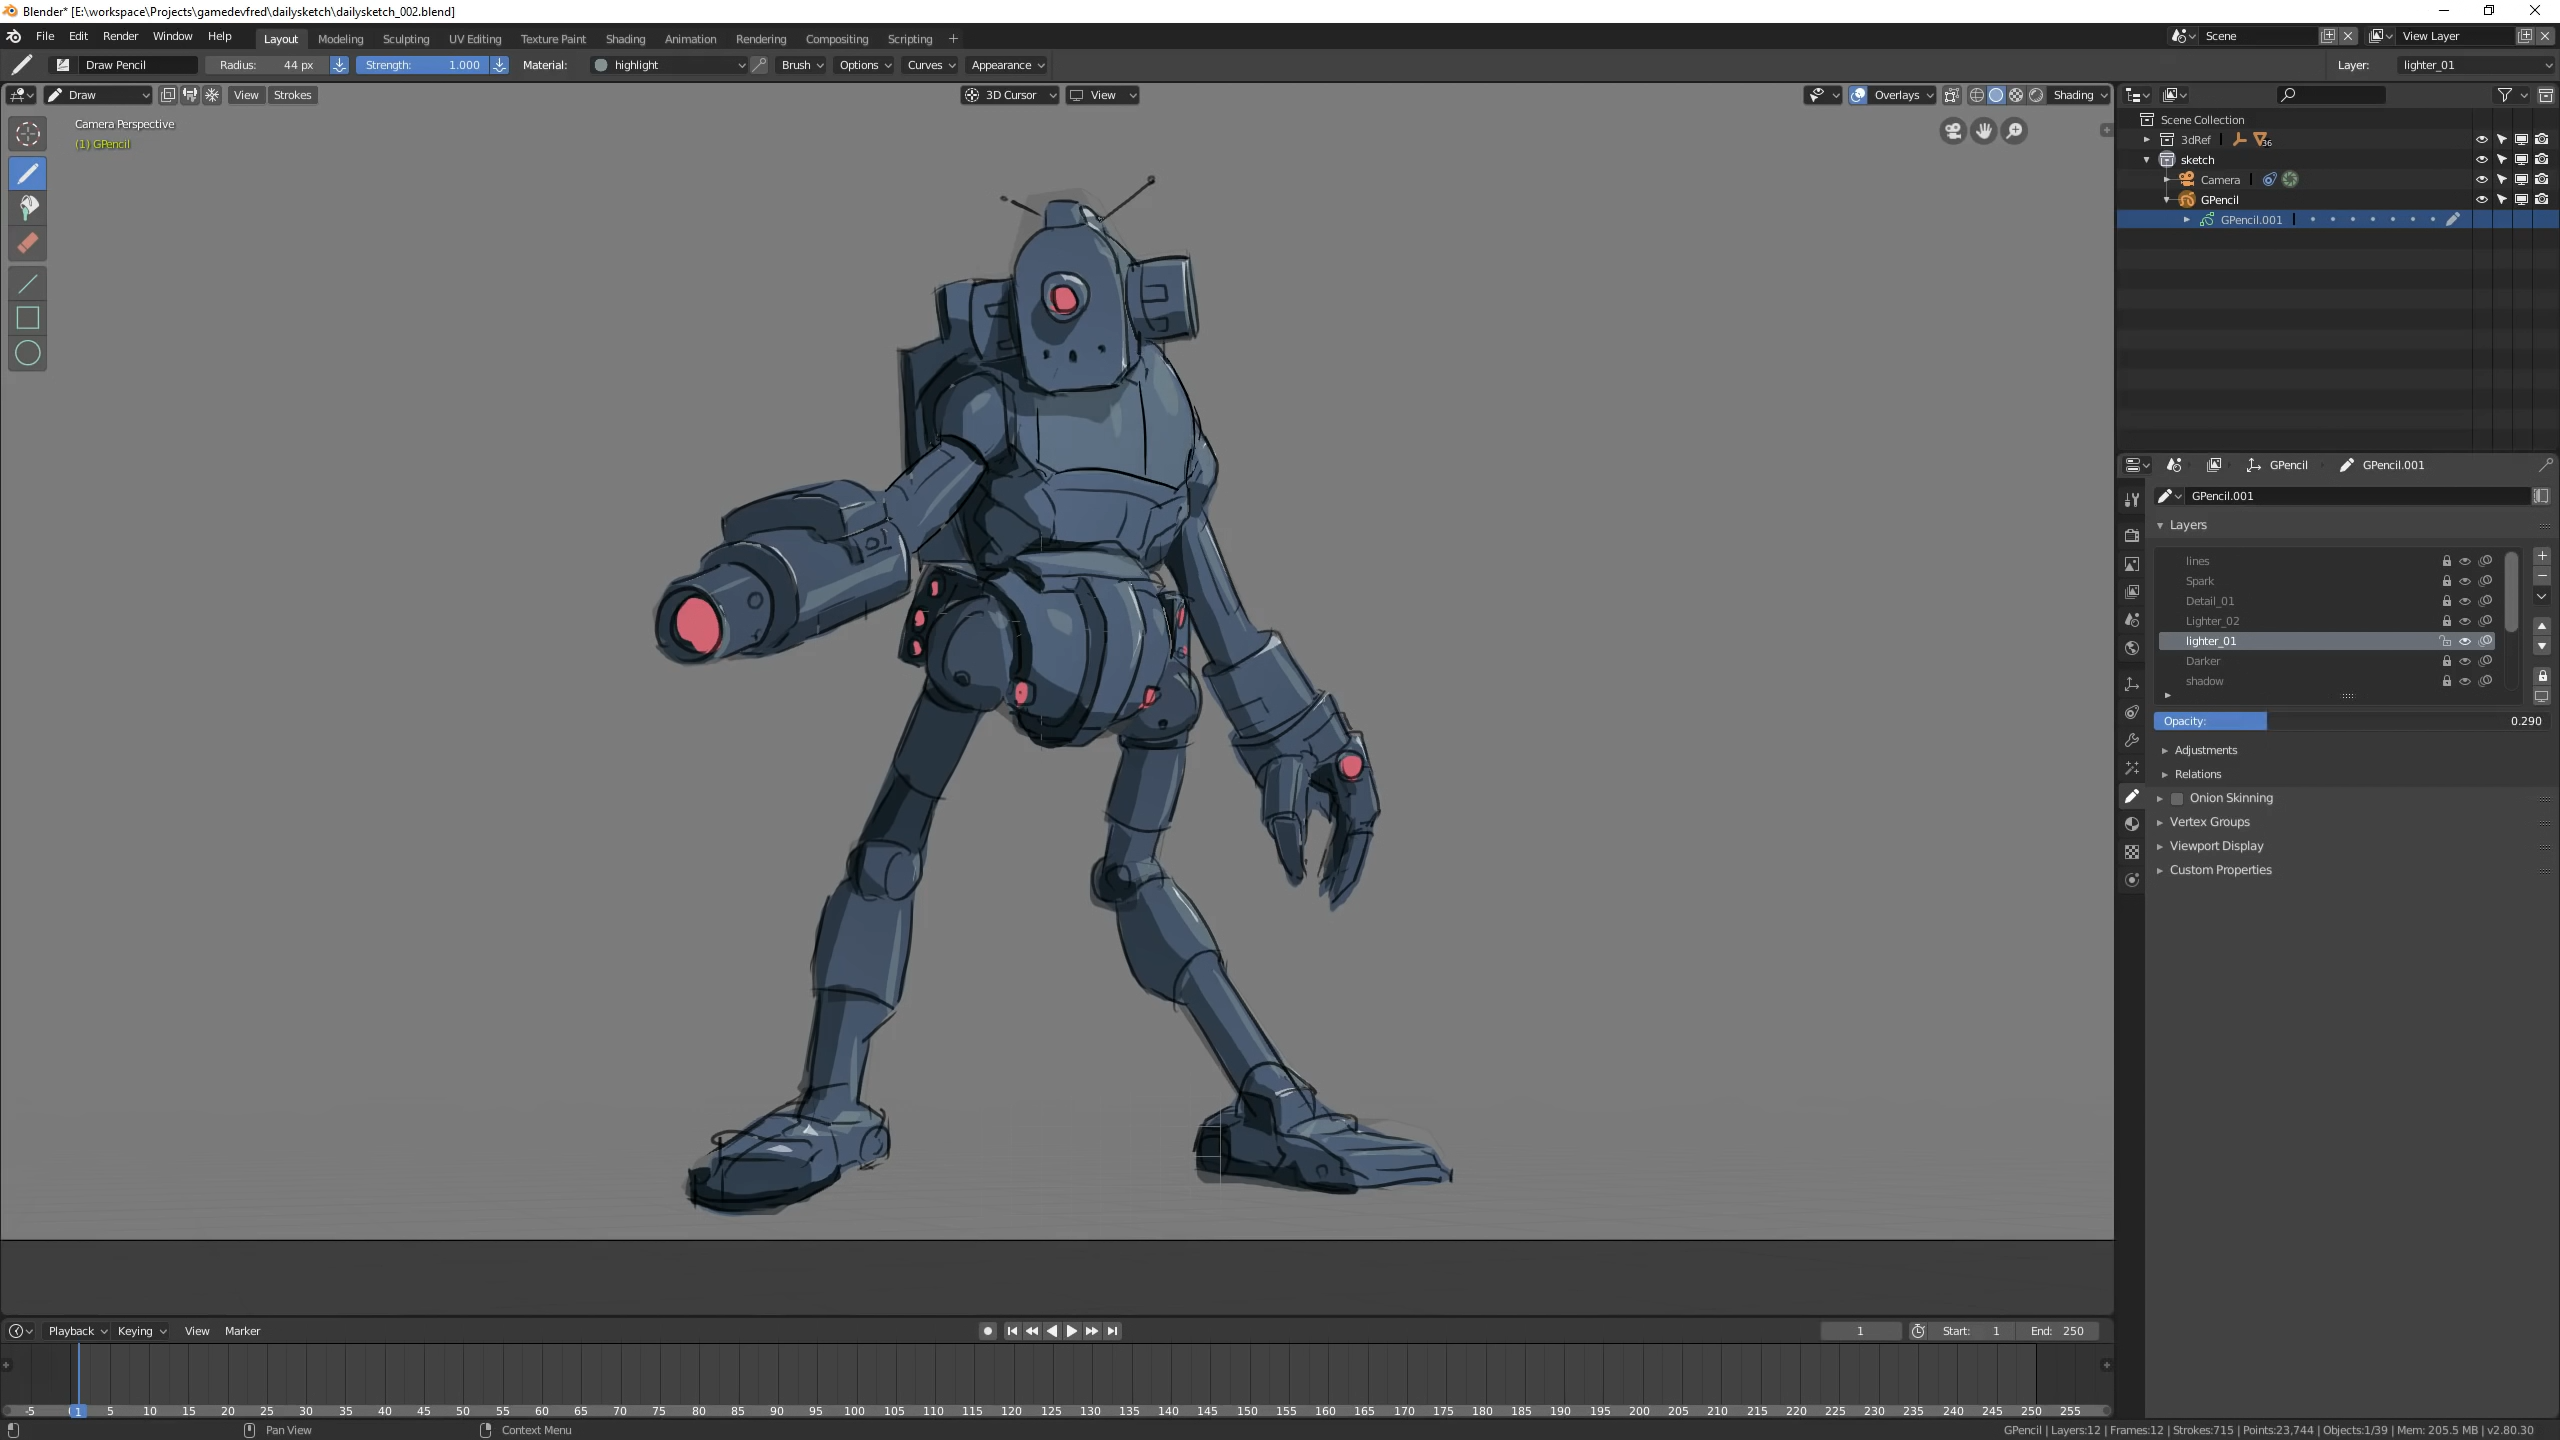 Blender* [E:\workspace\Projects\gamedevfred\dailysketch\dailysketch_002.blend]
File Edit Render Window Help Layout Modeling Sculpting UV Editing Texture Paint Shading Animation Rendering Compositing Scripting + Scene View Layer
Draw Pencil Radius: 44 px Strength: 1.000 Material: highlight Brush Options Curves Appearance Layer: lighter_01
Draw View Strokes 3D Cursor View Overlays Shading
Camera Perspective
(1) GPencil
Scene Collection
3dRef 36
sketch
Camera
GPencil
GPencil.001
GPencil GPencil.001
GPencil.001
Layers
lines
Spark
Detail_01
Lighter_02
lighter_01
Darker
shadow
Opacity: 0.290
Adjustments
Relations
Onion Skinning
Vertex Groups
Viewport Display
Custom Properties
Playback Keying View Marker 1 Start: 1 End: 250
-5 1 5 10 15 20 25 30 35 40 45 50 55 60 65 70 75 80 85 90 95 100 105 110 115 120 125 130 135 140 145 150 155 160 165 170 175 180 185 190 195 200 205 210 215 220 225 230 235 240 245 250 255
Pan View Context Menu GPencil | Layers:12 | Frames:12 | Strokes:715 | Points:23,744 | Objects:1/39 | Mem: 205.5 MB | v2.80.30